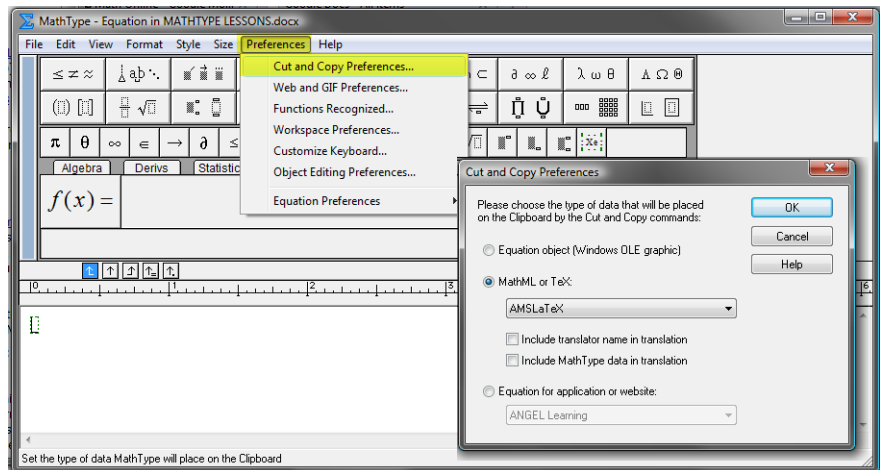 MathType - Equation in MATHTYPE LESSONS.docx
File Edit View Format Style Size Preferences Help
Cut and Copy Preferences...
Web and GIF Preferences...
Functions Recognized...
Workspace Preferences...
Customize Keyboard...
Object Editing Preferences...
Equation Preferences
≤ ≠ ≈
∂ ∞ ℓ
λ ω θ
Λ Ω Θ
π θ ∞ ∈ → ∂ ≤
Algebra Derivs Statistic
f(x) =
0 1 2 3 6
Cut and Copy Preferences
Please choose the type of data that will be placed
on the Clipboard by the Cut and Copy commands:
OK
Cancel
Help
Equation object (Windows OLE graphic)
MathML or TeX:
AMSLaTeX
Include translator name in translation
Include MathType data in translation
Equation for application or website:
ANGEL Learning
Set the type of data MathType will place on the Clipboard